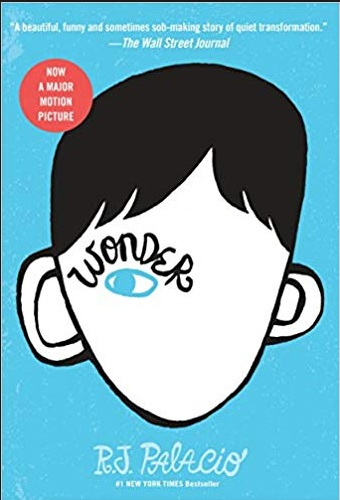 "A beautiful, funny and sometimes sob-making story of quiet transformation."
—The Wall Street Journal
NOW
A MAJOR
MOTION
PICTURE
WONDER
R.J. PALACIO
#1 NEW YORK TIMES Bestseller